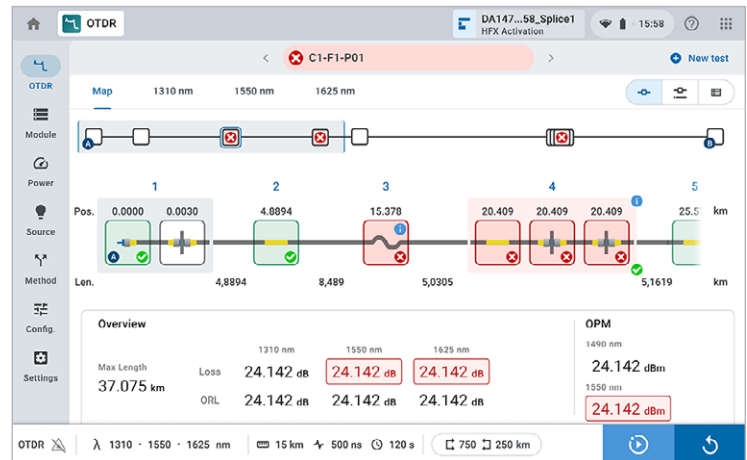 OTDR
DA147...58_Splice1
HFX Activation
15:58
C1-F1-P01
New test
OTDR
Module
Power
Source
Method
Config.
Settings
Map 1310 nm 1550 nm 1625 nm
A
B
1 2 3 4 5
Pos. 0.0000 0.0030 4.8894 15.378 20.409 20.409 20.409 25.5 km
A
Len. 4,8894 8,489 5,0305 5,1619 km
Overview
1310 nm 1550 nm 1625 nm
Max Length
37.075 km
Loss 24.142 dB 24.142 dB 24.142 dB
ORL 24.142 dB 24.142 dB 24.142 dB
OPM
1490 nm
24.142 dBm
1550 nm
24.142 dBm
OTDR λ 1310 · 1550 · 1625 nm 15 km 500 ns 120 s 750 250 km